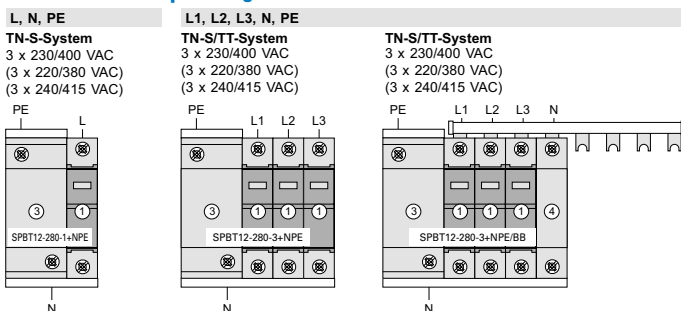 L, N, PE
TN-S-System
3 x 230/400 VAC
(3 x 220/380 VAC)
(3 x 240/415 VAC)
PE
L
3
1
SPBT12-280-1+NPE
N
L1, L2, L3, N, PE
TN-S/TT-System
3 x 230/400 VAC
(3 x 220/380 VAC)
(3 x 240/415 VAC)
PE
L1 L2 L3
3
1 1 1
SPBT12-280-3+NPE
N
TN-S/TT-System
3 x 230/400 VAC
(3 x 220/380 VAC)
(3 x 240/415 VAC)
PE
L1 L2 L3 N
3
1 1 1 4
SPBT12-280-3+NPE/BB
N